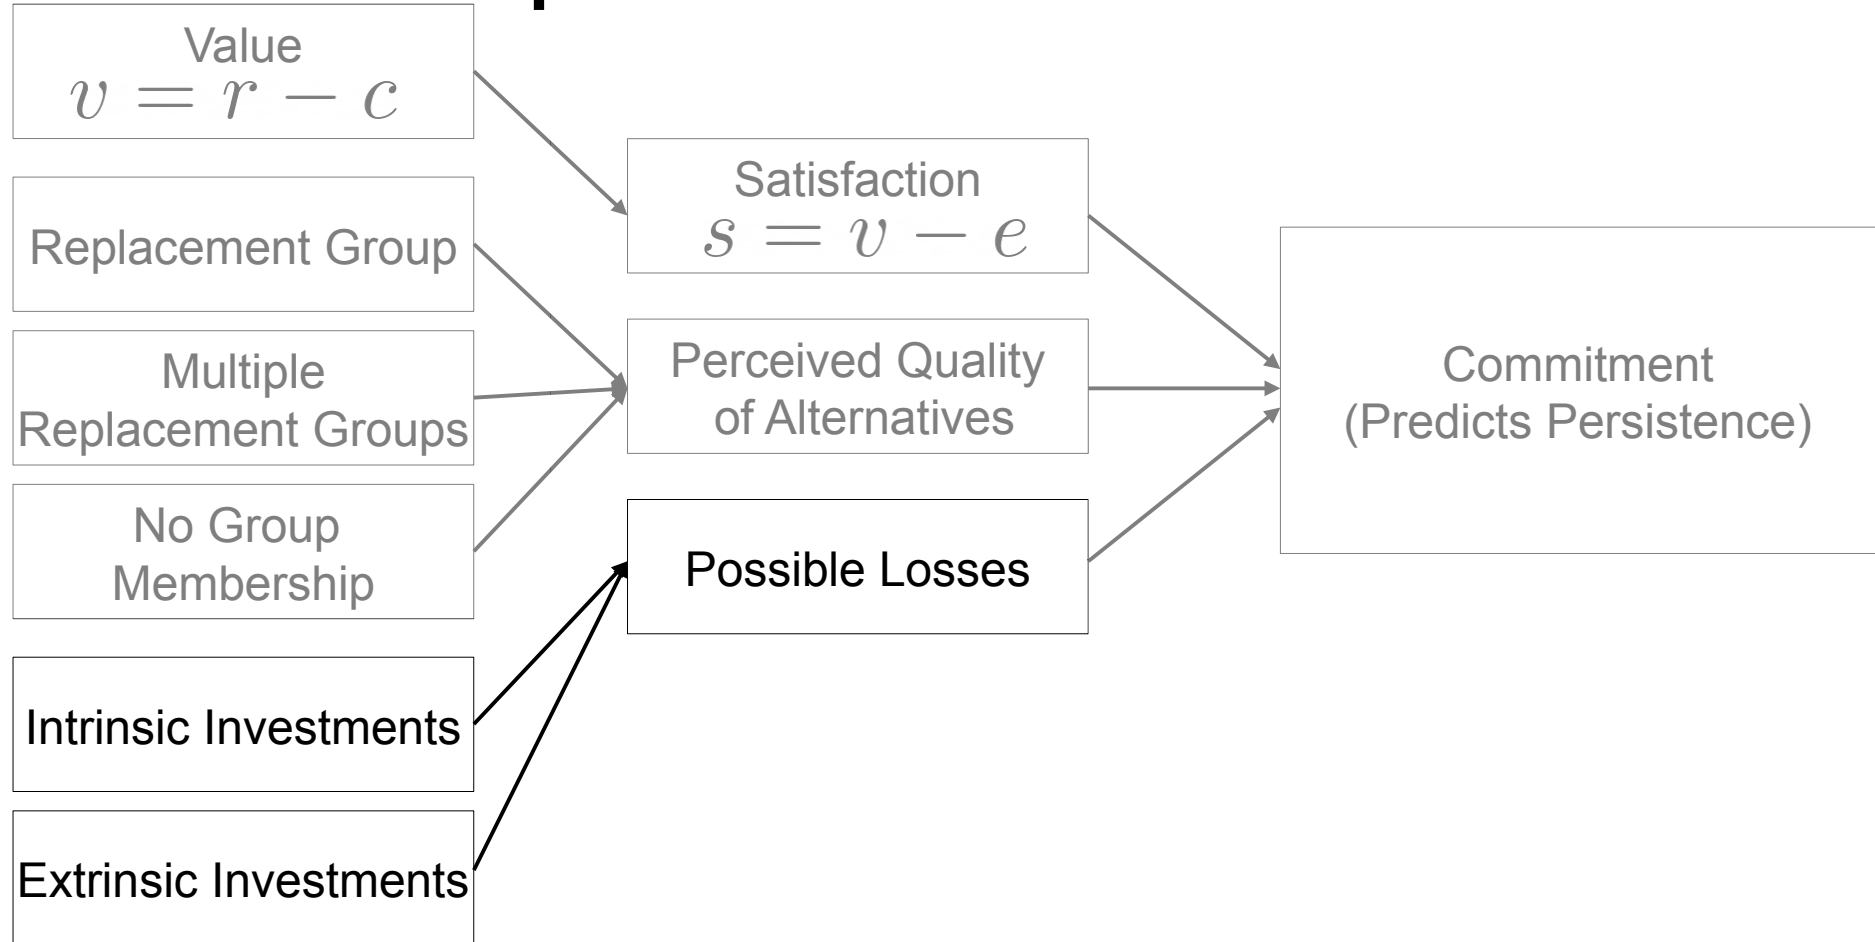 Value
v = r − c
Replacement Group
Multiple
Replacement Groups
No Group
Membership
Intrinsic Investments
Extrinsic Investments
Satisfaction
s = v − e
Perceived Quality
of Alternatives
Possible Losses
Commitment
(Predicts Persistence)